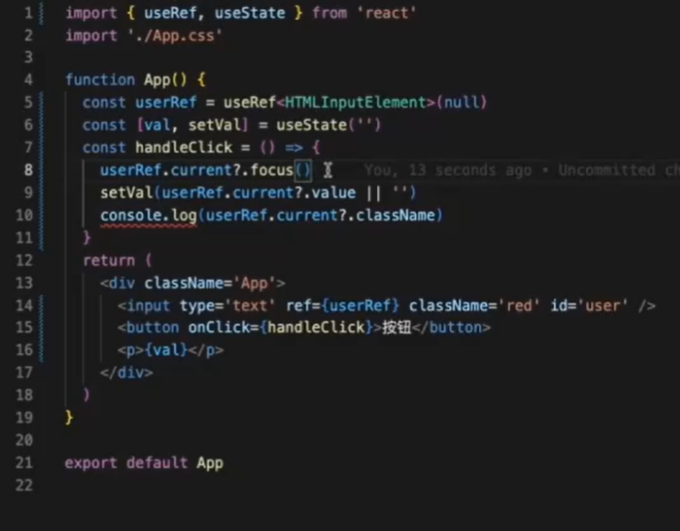 1 import { useRef, useState } from 'react'
2 import './App.css'
3
4 function App() {
5 const userRef = useRef<HTMLInputElement>(null)
6 const [val, setVal] = useState('')
7 const handleClick = () => {
8 userRef.current?.focus() You, 13 seconds ago • Uncommitted
9 setVal(userRef.current?.value || '')
10 console.log(userRef.current?.className)
11 }
12 return (
13 <div className='App'>
14 <input type='text' ref={userRef} className='red' id='user' />
15 <button onClick={handleClick}>按钮</button>
16 <p>{val}</p>
17 </div>
18 )
19 }
20
21 export default App
22